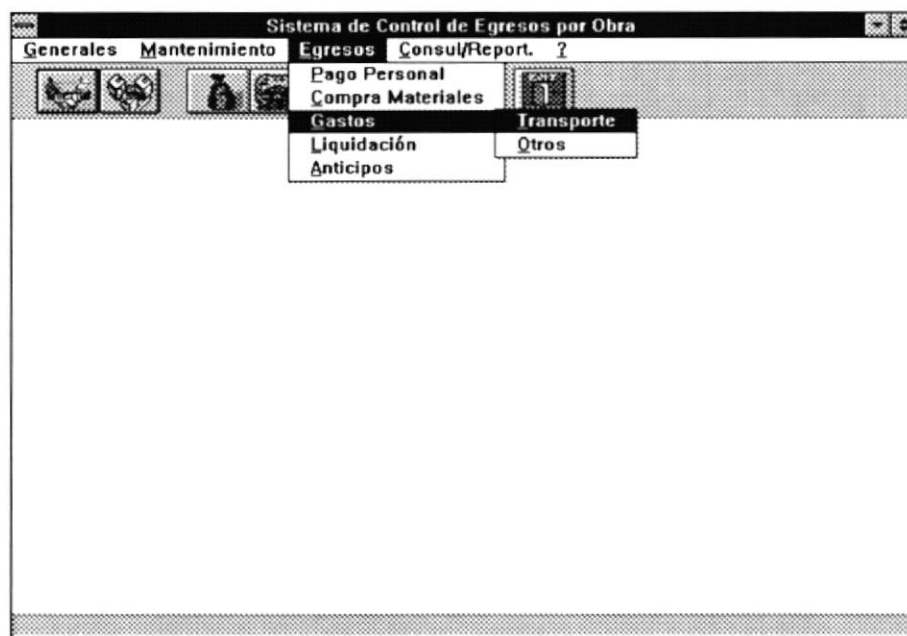 Sistema de Control de Egresos por Obra
Generales Mantenimiento Egresos Consul/Report. ?
Pago Personal
Compra Materiales
Gastos Transporte
Liquidación Otros
Anticipos